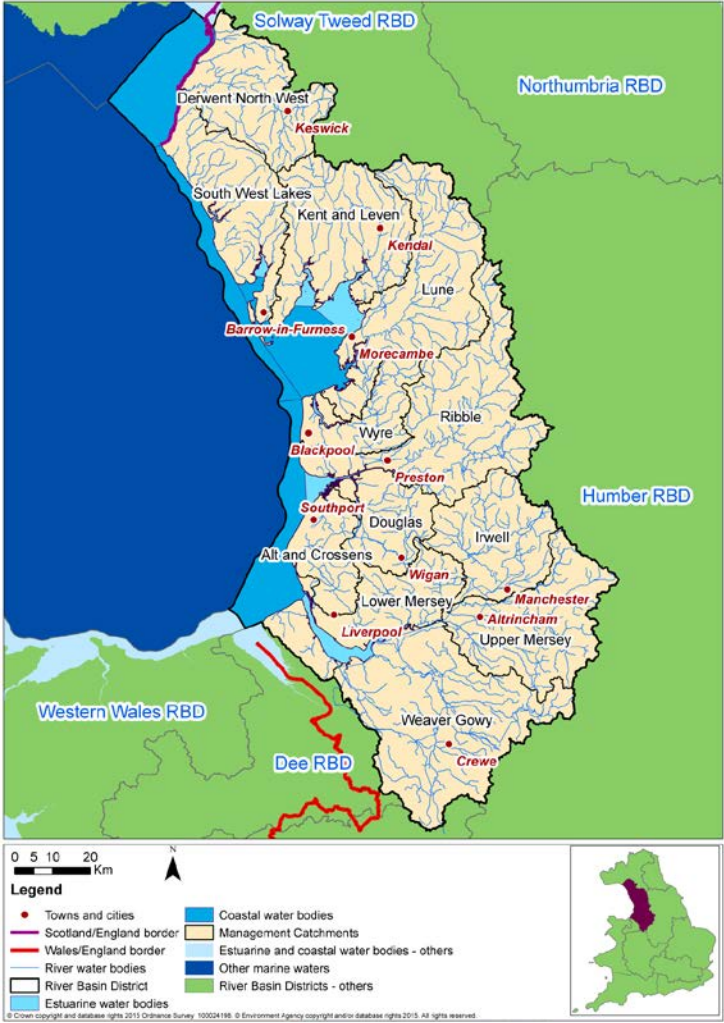 Solway Tweed RBD
Northumbria RBD
Derwent North West
Keswick
South West Lakes
Kent and Leven
Kendal
Lune
Barrow-in-Furness
Morecambe
Ribble
Wyre
Blackpool
Preston
Humber RBD
Southport
Douglas
Irwell
Alt and Crossens
Wigan
Manchester
Lower Mersey
Altrincham
Liverpool
Upper Mersey
Western Wales RBD
Weaver Gowy
Dee RBD
Crewe
0 5 10 20
Km
N
Legend
Towns and cities
Scotland/England border
Wales/England border
River water bodies
River Basin District
Estuarine water bodies
Coastal water bodies
Management Catchments
Estuarine and coastal water bodies - others
Other marine waters
River Basin Districts - others
© Crown copyright and database rights 2015 Ordnance Survey 100024198. © Environment Agency copyright and/or database rights 2015. All rights reserved.